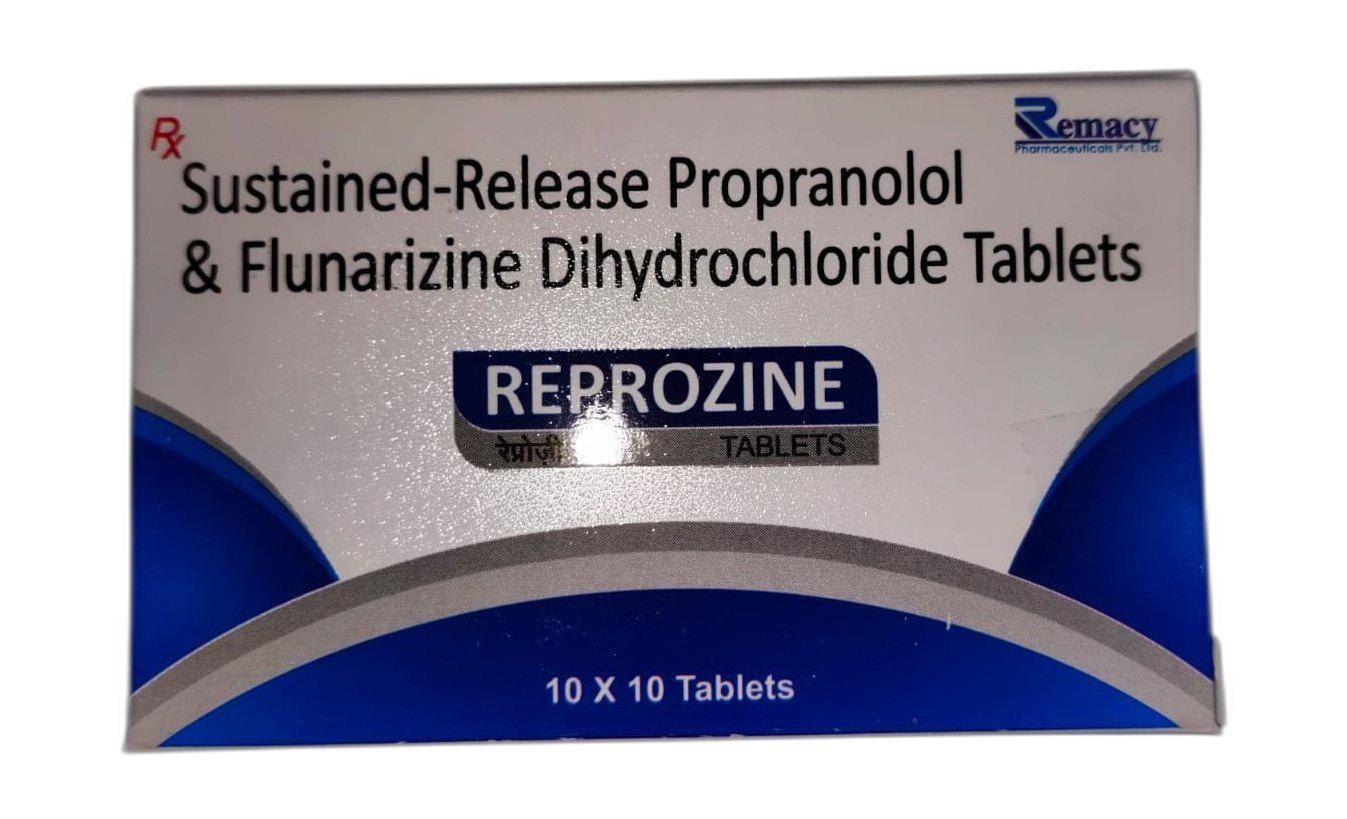 Rx
Remacy
Pharmaceuticals Pvt. Ltd.
Sustained-Release Propranolol
& Flunarizine Dihydrochloride Tablets
REPROZINE
TABLETS
10 X 10 Tablets